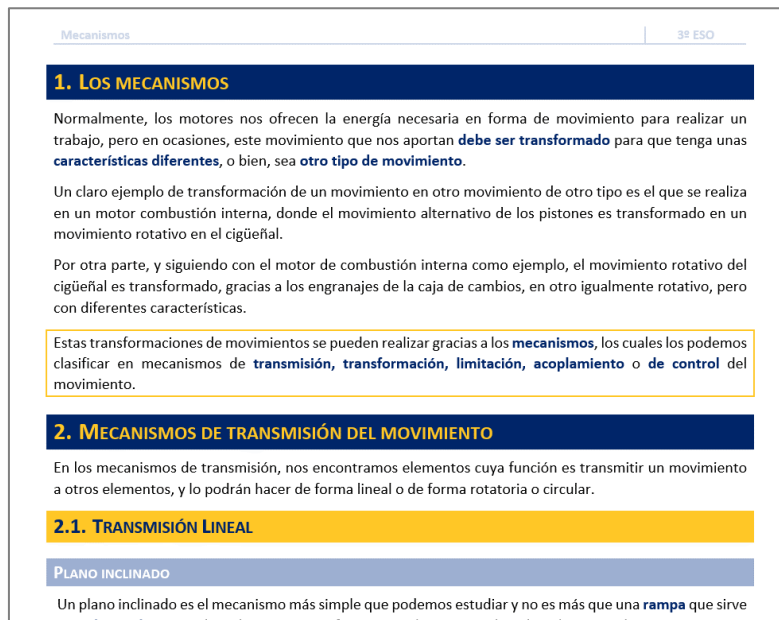 Mecanismos 3º ESO
1. LOS MECANISMOS
Normalmente, los motores nos ofrecen la energía necesaria en forma de movimiento para realizar un
trabajo, pero en ocasiones, este movimiento que nos aportan debe ser transformado para que tenga unas
características diferentes, o bien, sea otro tipo de movimiento.
Un claro ejemplo de transformación de un movimiento en otro movimiento de otro tipo es el que se realiza
en un motor combustión interna, donde el movimiento alternativo de los pistones es transformado en un
movimiento rotativo en el cigüeñal.
Por otra parte, y siguiendo con el motor de combustión interna como ejemplo, el movimiento rotativo del
cigüeñal es transformado, gracias a los engranajes de la caja de cambios, en otro igualmente rotativo, pero
con diferentes características.
Estas transformaciones de movimientos se pueden realizar gracias a los mecanismos, los cuales los podemos
clasificar en mecanismos de transmisión, transformación, limitación, acoplamiento o de control del
movimiento.
2. MECANISMOS DE TRANSMISIÓN DEL MOVIMIENTO
En los mecanismos de transmisión, nos encontramos elementos cuya función es transmitir un movimiento
a otros elementos, y lo podrán hacer de forma lineal o de forma rotatoria o circular.
2.1. TRANSMISIÓN LINEAL
PLANO INCLINADO
Un plano inclinado es el mecanismo más simple que podemos estudiar y no es más que una rampa que sirve